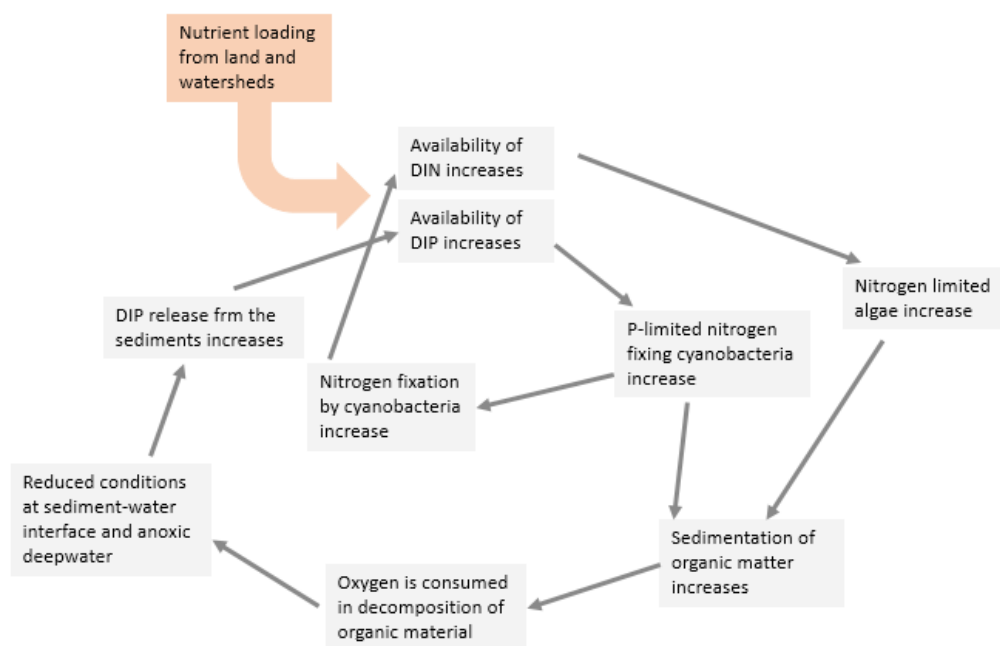 Nutrient loading
from land and
watersheds
Availability of
DIN increases
Availability of
DIP increases
Nitrogen limited
algae increase
DIP release frm the
sediments increases
P-limited nitrogen
fixing cyanobacteria
increase
Nitrogen fixation
by cyanobacteria
increase
Reduced conditions
at sediment-water
interface and anoxic
deepwater
Sedimentation of
organic matter
increases
Oxygen is consumed
in decomposition of
organic material